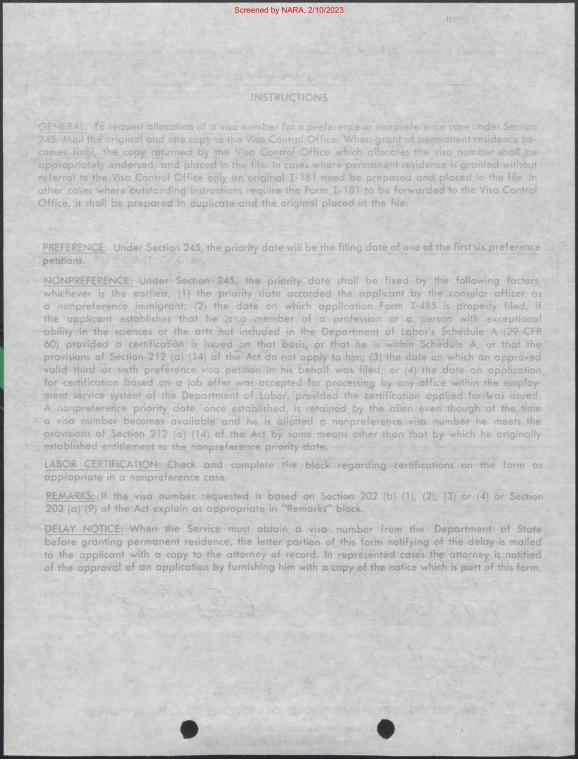 Screened by NARA, 2/10/2023
INSTRUCTIONS
GENERAL: To request allocation of a visa number for a preference or nonpreference case under Section
245. Mail the original and one copy to the Visa Control Office. When grant of permanent residence be-
comes final, the copy returned by the Visa Control Office which allocates the visa number shall be
appropriately endorsed, and placed in the file. In cases where permanent residence is granted without
referral to the Visa Control Office only an original I-181 need be prepared and placed in the file. In
other cases where outstanding instructions require the Form I-181 to be forwarded to the Visa Control
Office, it shall be prepared in duplicate and the original placed in the file.
PREFERENCE: Under Section 245, the priority date will be the filing date of one of the first six preference
petitions.
NONPREFERENCE: Under Section 245, the priority date shall be fixed by the following factors,
whichever is the earliest, (1) the priority date accorded the applicant by the consular officer as
a nonpreference immigrant; (2) the date on which application Form I-485 is properly filed, if
the applicant establishes that he is a member of a profession or a person with exceptional
ability in the sciences or the arts not included in the Department of Labor's Schedule A (29 CFR
60) provided a certification is issued on that basis, or that he is within Schedule A, or that the
provisions of Section 212 (a) (14) of the Act do not apply to him; (3) the date on which an approved
valid third or sixth preference visa petition in his behalf was filed; or (4) the date an application
for certification based on a job offer was accepted for processing by any office within the employ-
ment service system of the Department of Labor, provided the certification applied for was issued.
A nonpreference priority date, once established, is retained by the alien even though at the time
a visa number becomes available and he is allotted a nonpreference visa number he meets the
provisions of Section 212 (a) (14) of the Act by some means other than that by which he originally
established entitlement to the nonpreference priority date.
LABOR CERTIFICATION: Check and complete the block regarding certifications on the form as
appropriate in a nonpreference case.
REMARKS: If the visa number requested is based on Section 202 (b) (1), (2), (3) or (4) or Section
203 (a) (9) of the Act explain as appropriate in "Remarks" block.
DELAY NOTICE: When the Service must obtain a visa number from the Department of State
before granting permanent residence, the letter portion of this form notifying of the delay is mailed
to the applicant with a copy to the attorney of record. In represented cases the attorney is notified
of the approval of an application by furnishing him with a copy of the notice which is part of this form.